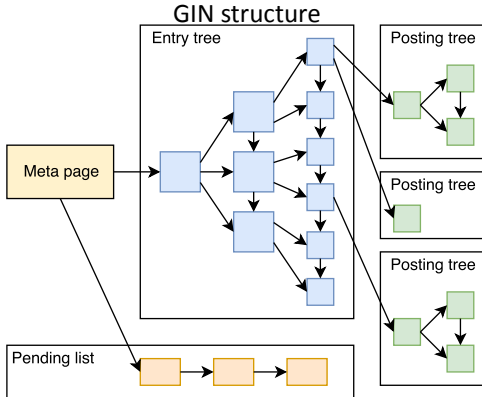 GIN structure
Entry tree
Posting tree
Meta page
Posting tree
Posting tree
Pending list